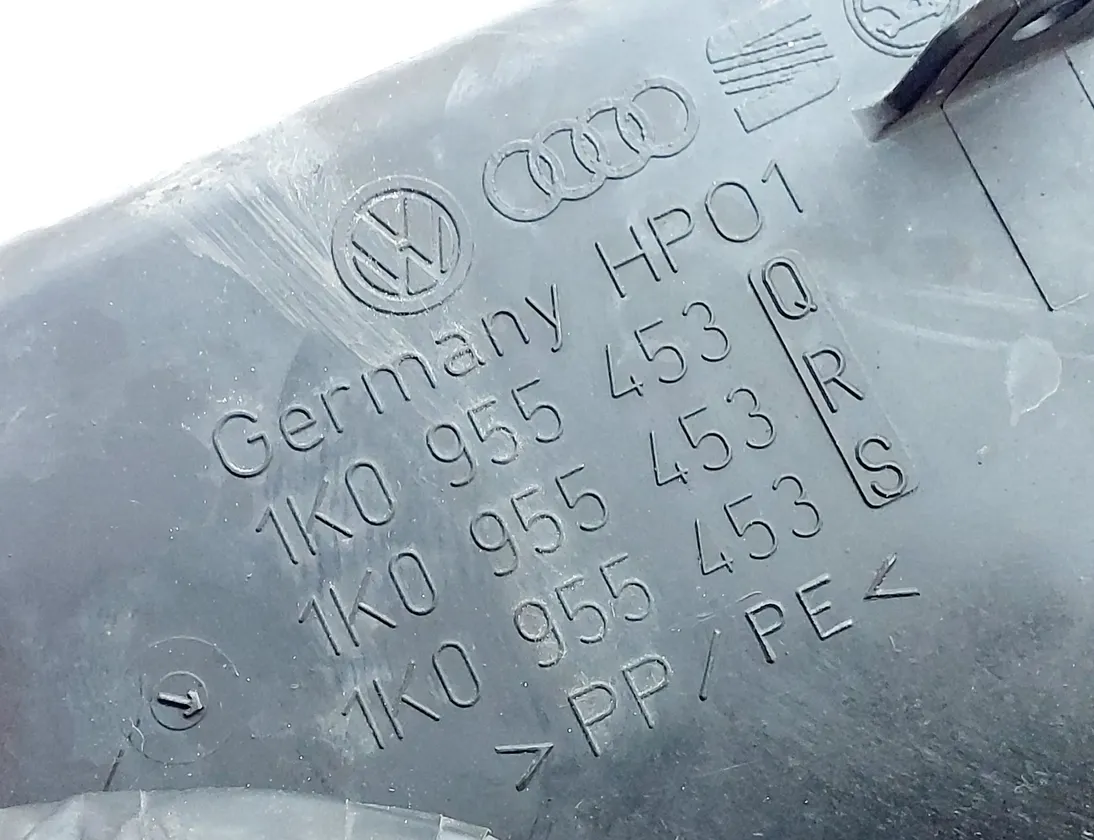 Germany HP01
1K0 955 453 Q
1K0 955 453 R
1K0 955 453 S
>PP/PE<